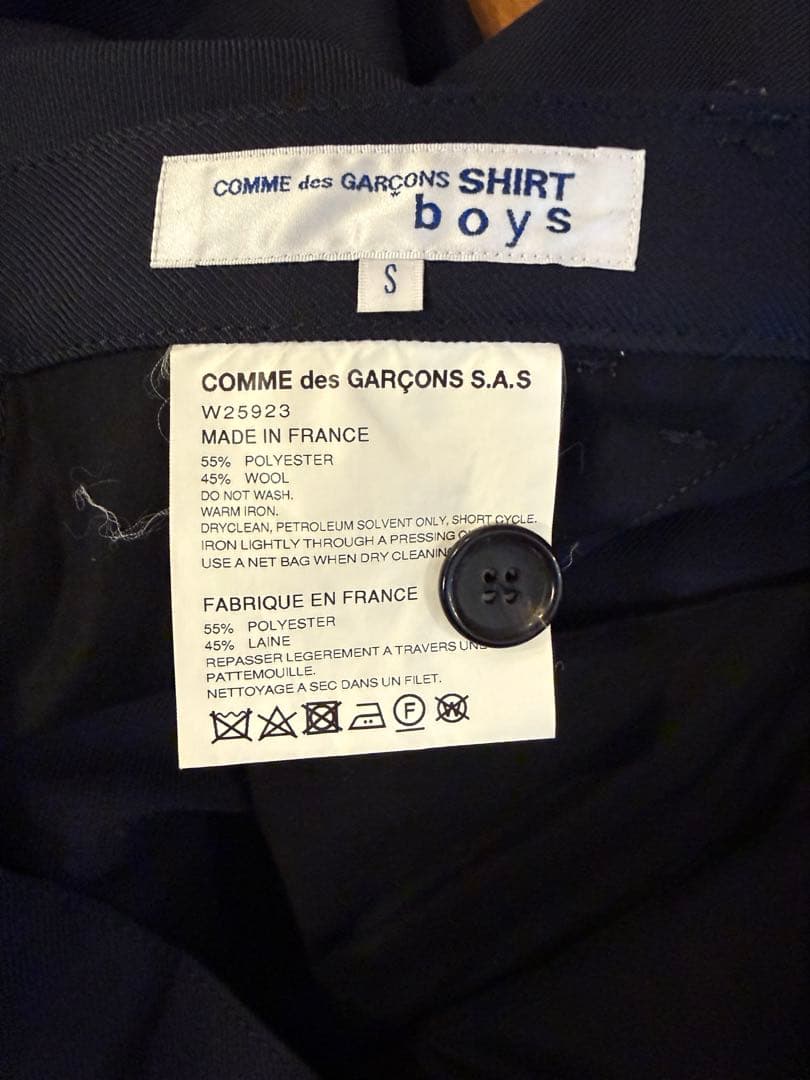 COMME des GARÇONS SHIRT
boys
S
COMME des GARÇONS S.A.S
W25923
MADE IN FRANCE
55% POLYESTER
45% WOOL
DO NOT WASH.
WARM IRON.
DRYCLEAN, PETROLEUM SOLVENT ONLY, SHORT CYCLE.
IRON LIGHTLY THROUGH A PRESSING
USE A NET BAG WHEN DRY
FABRIQUE EN FRANCE
55% POLYESTER
45% LAINE
REPASSER LEGEREMENT A TRAVERS
PATTEMOUILLE.
NETTOYAGE A SEC DANS UN FILET.
F W